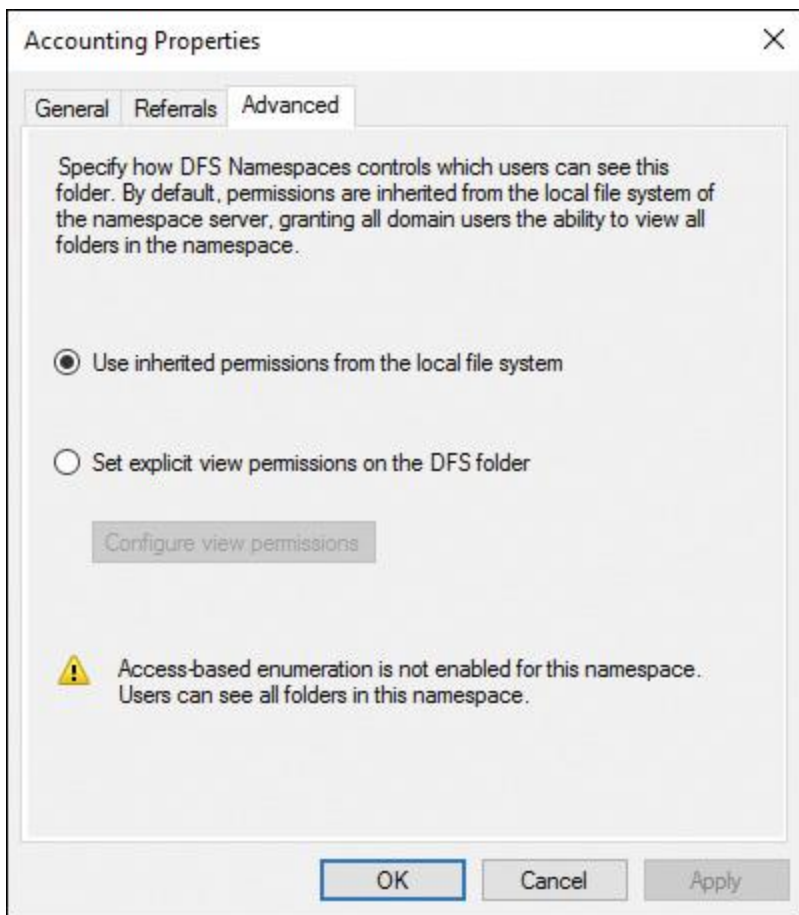 Accounting Properties
General Referrals Advanced
Specify how DFS Namespaces controls which users can see this
folder. By default, permissions are inherited from the local file system of
the namespace server, granting all domain users the ability to view all
folders in the namespace.
Use inherited permissions from the local file system
Set explicit view permissions on the DFS folder
Configure view permissions
Access-based enumeration is not enabled for this namespace.
Users can see all folders in this namespace.
OK Cancel Apply